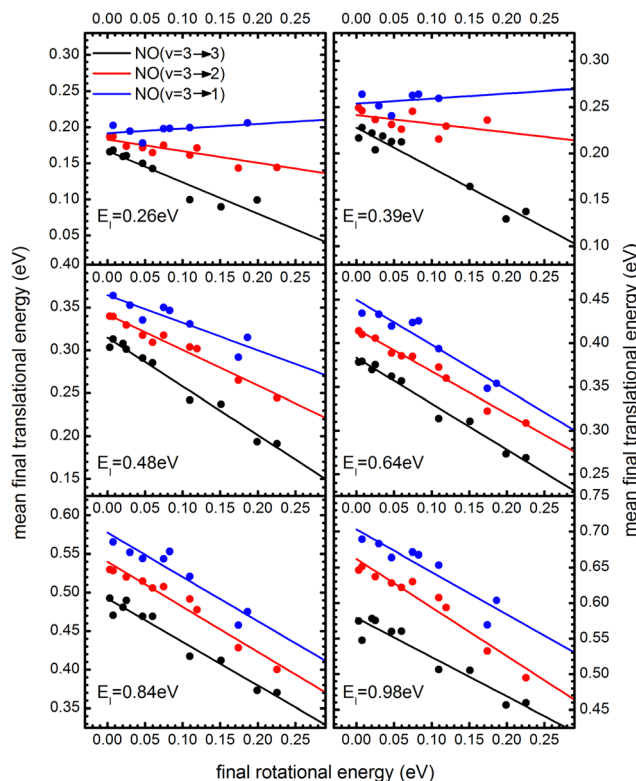 0.00 0.05 0.10 0.15 0.20 0.25
0.00 0.05 0.10 0.15 0.20 0.25
NO(v=3→3)
NO(v=3→2)
NO(v=3→1)
0.30
0.25
0.20
0.15
0.10
0.05
E_I=0.26eV
0.30
0.25
0.20
0.15
0.10
E_I=0.39eV
0.40
0.35
0.30
0.25
0.20
0.15
E_I=0.48eV
0.45
0.40
0.35
0.30
0.25
E_I=0.64eV
0.60
0.55
0.50
0.45
0.40
0.35
E_I=0.84eV
0.75
0.70
0.65
0.60
0.55
0.50
0.45
E_I=0.98eV
0.00 0.05 0.10 0.15 0.20 0.25
0.00 0.05 0.10 0.15 0.20 0.25
mean final translational energy (eV)
mean final translational energy (eV)
final rotational energy (eV)